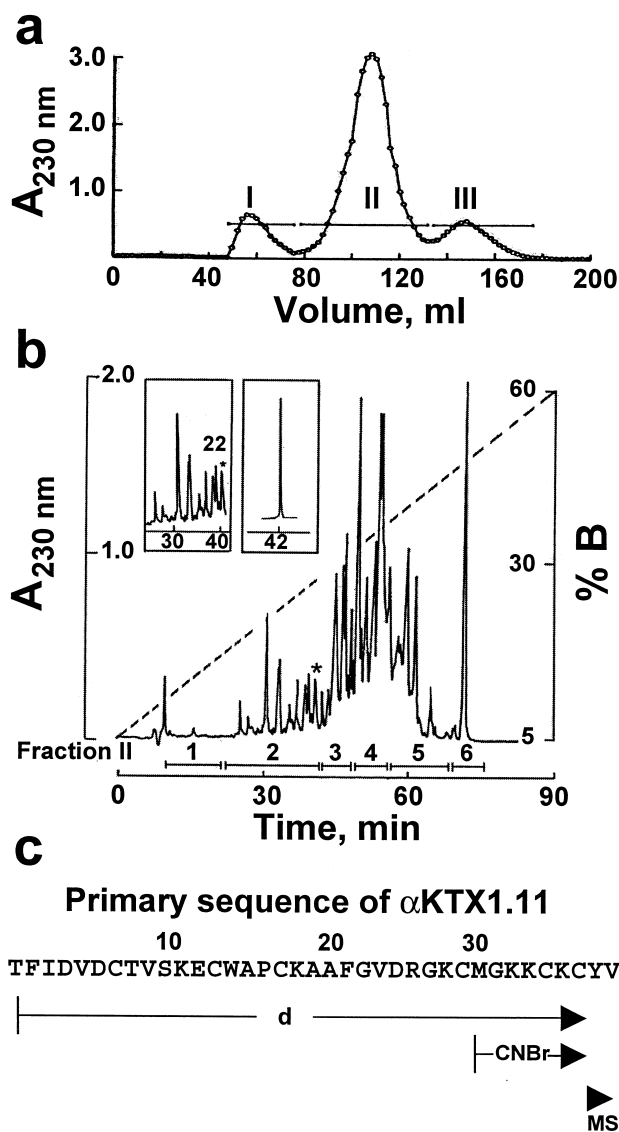 a
3.0
2.0
1.0
A230 nm
I II III
0 40 80 120 160 200
Volume, ml
b
2.0
1.0
A230 nm
22
*
30 40
42
60
30
5
% B
*
Fraction II 1 2 3 4 5 6
0 30 60 90
Time, min
c
Primary sequence of αKTX1.11
10 20 30
TFIDVDCTVSKECWAPCKAAFGVDRGKCMGKKCKCYV
d
CNBr
MS